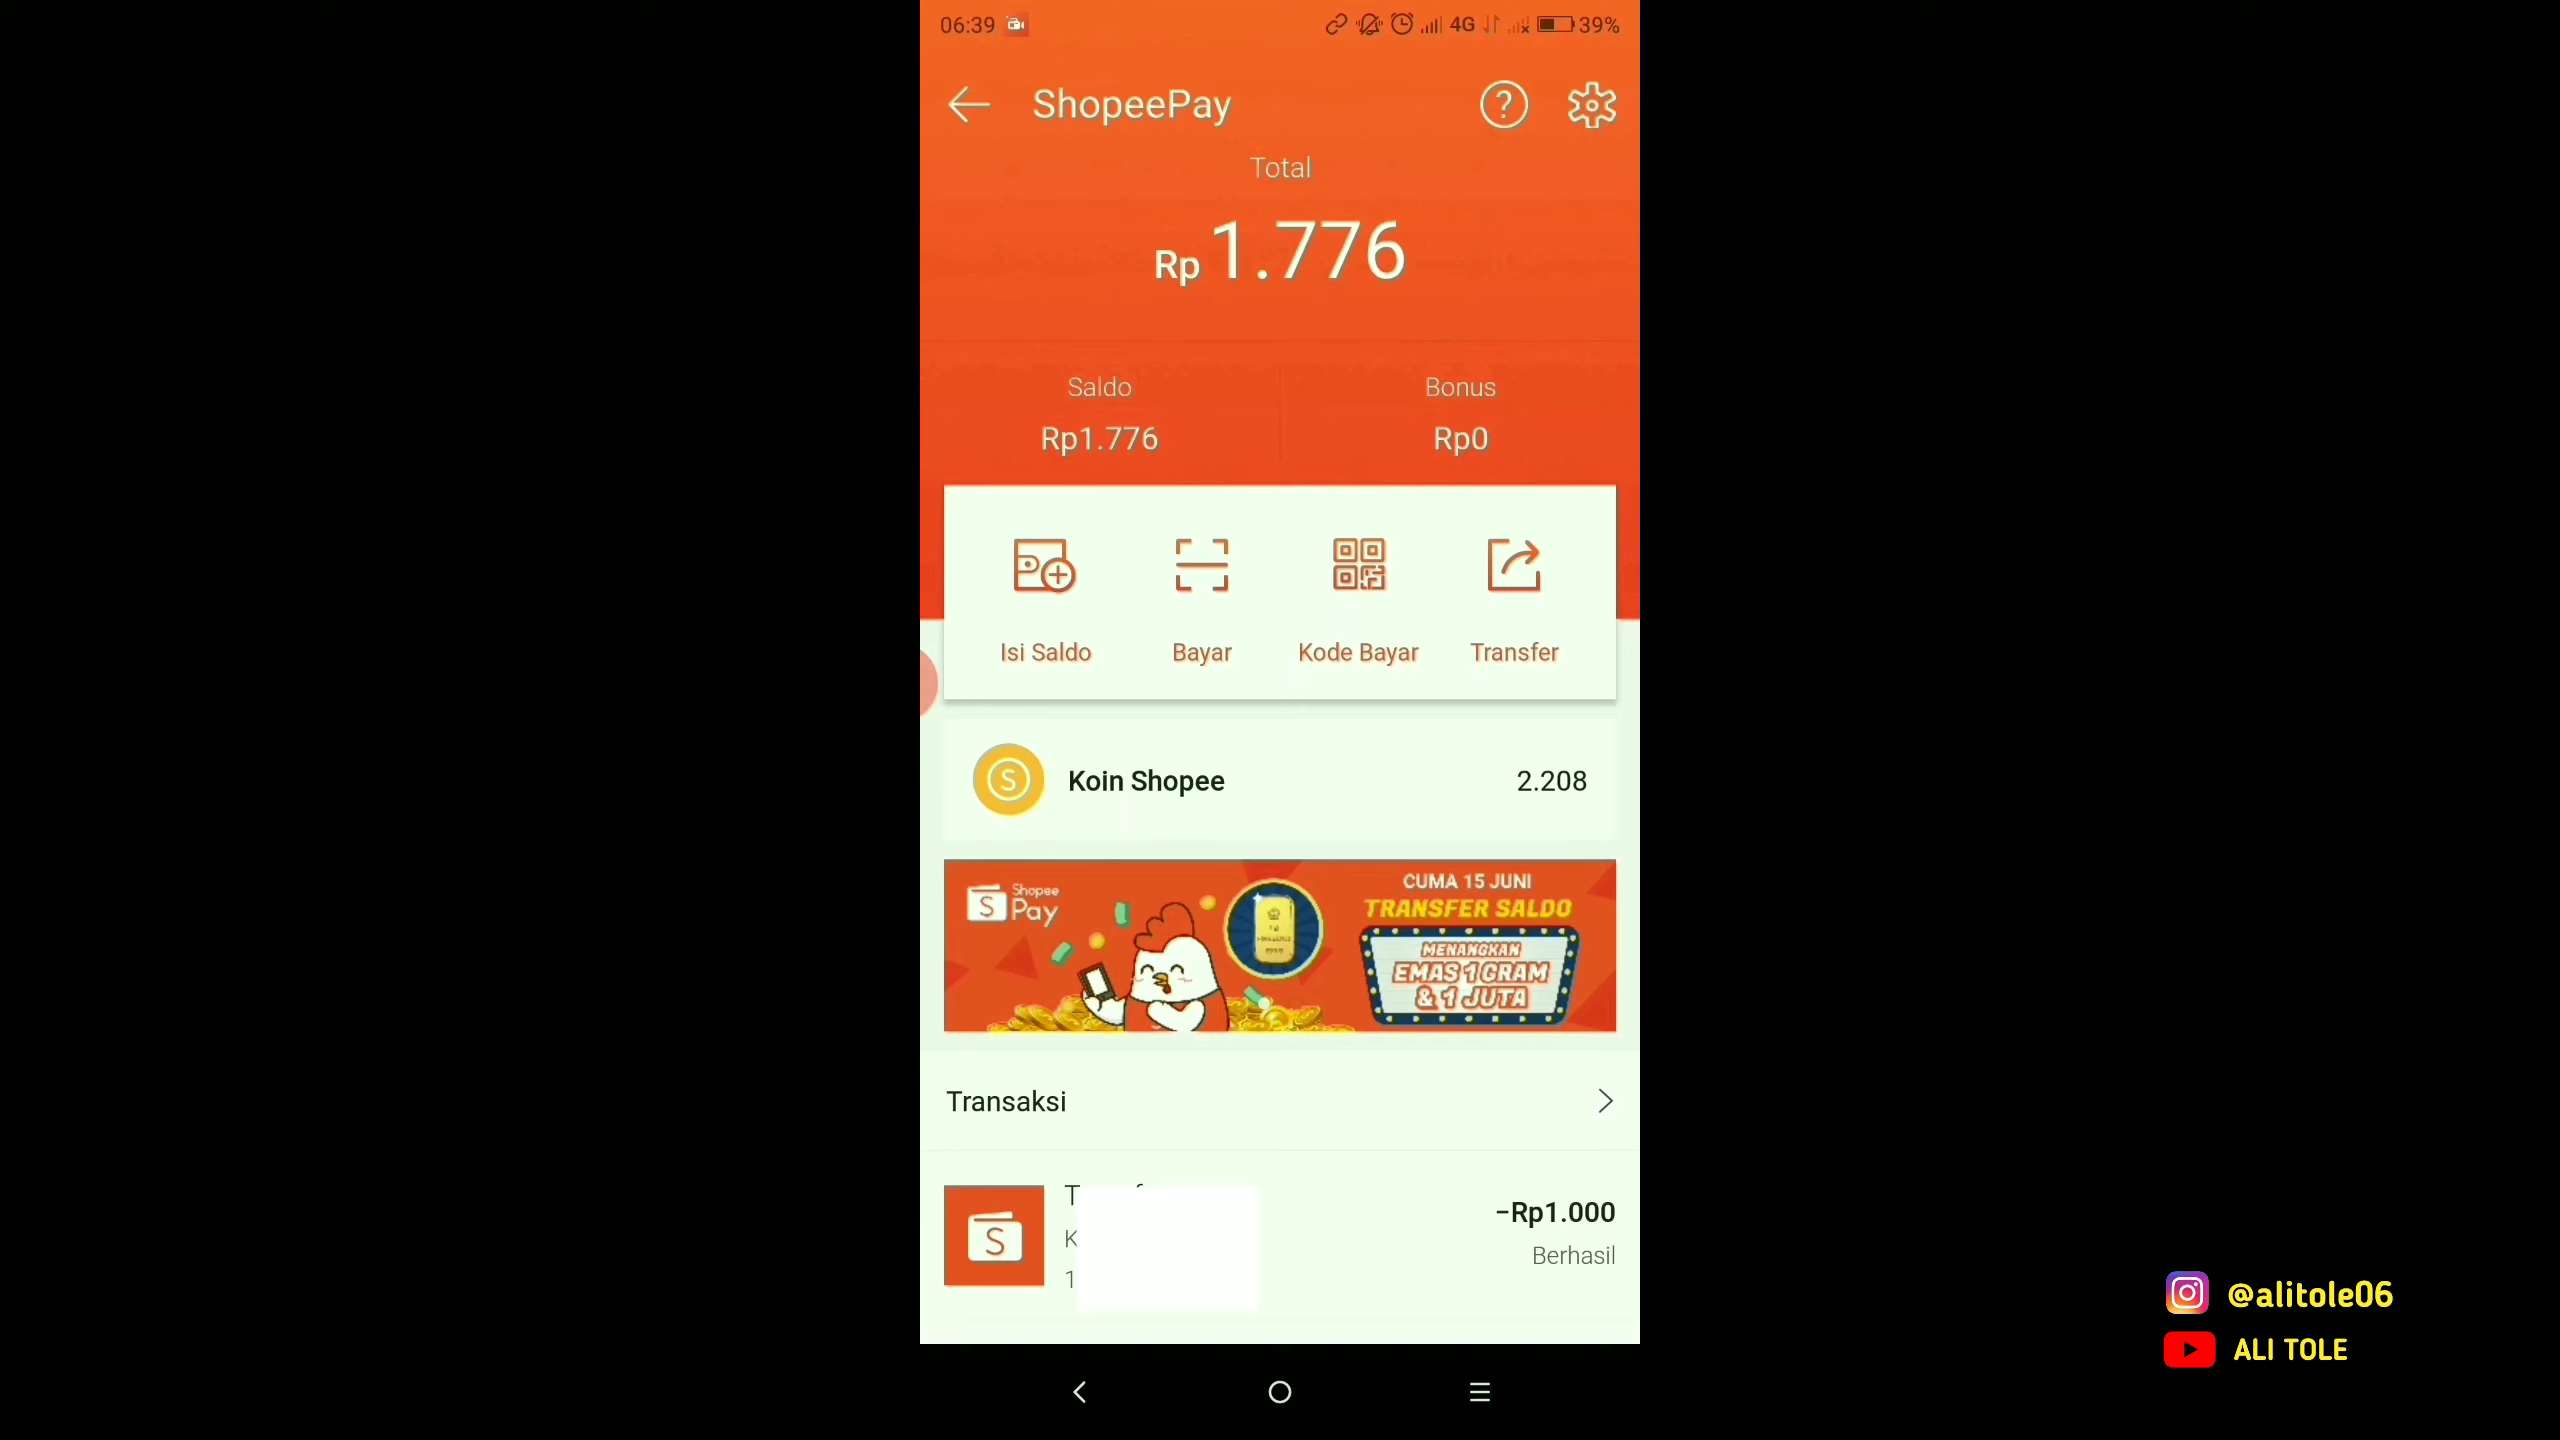 06:39
4G
39%
ShopeePay
Total
Rp 1.776
Saldo
Bonus
Rp1.776
Rp0
Isi Saldo
Bayar
Kode Bayar
Transfer
Koin Shopee
2.208
Shopee
Pay
CUMA 15 JUNI
TRANSFER SALDO
MENANGKAN
EMAS 1 GRAM
& 1 JUTA
Transaksi
-Rp1.000
Berhasil
@alitole06
ALI TOLE